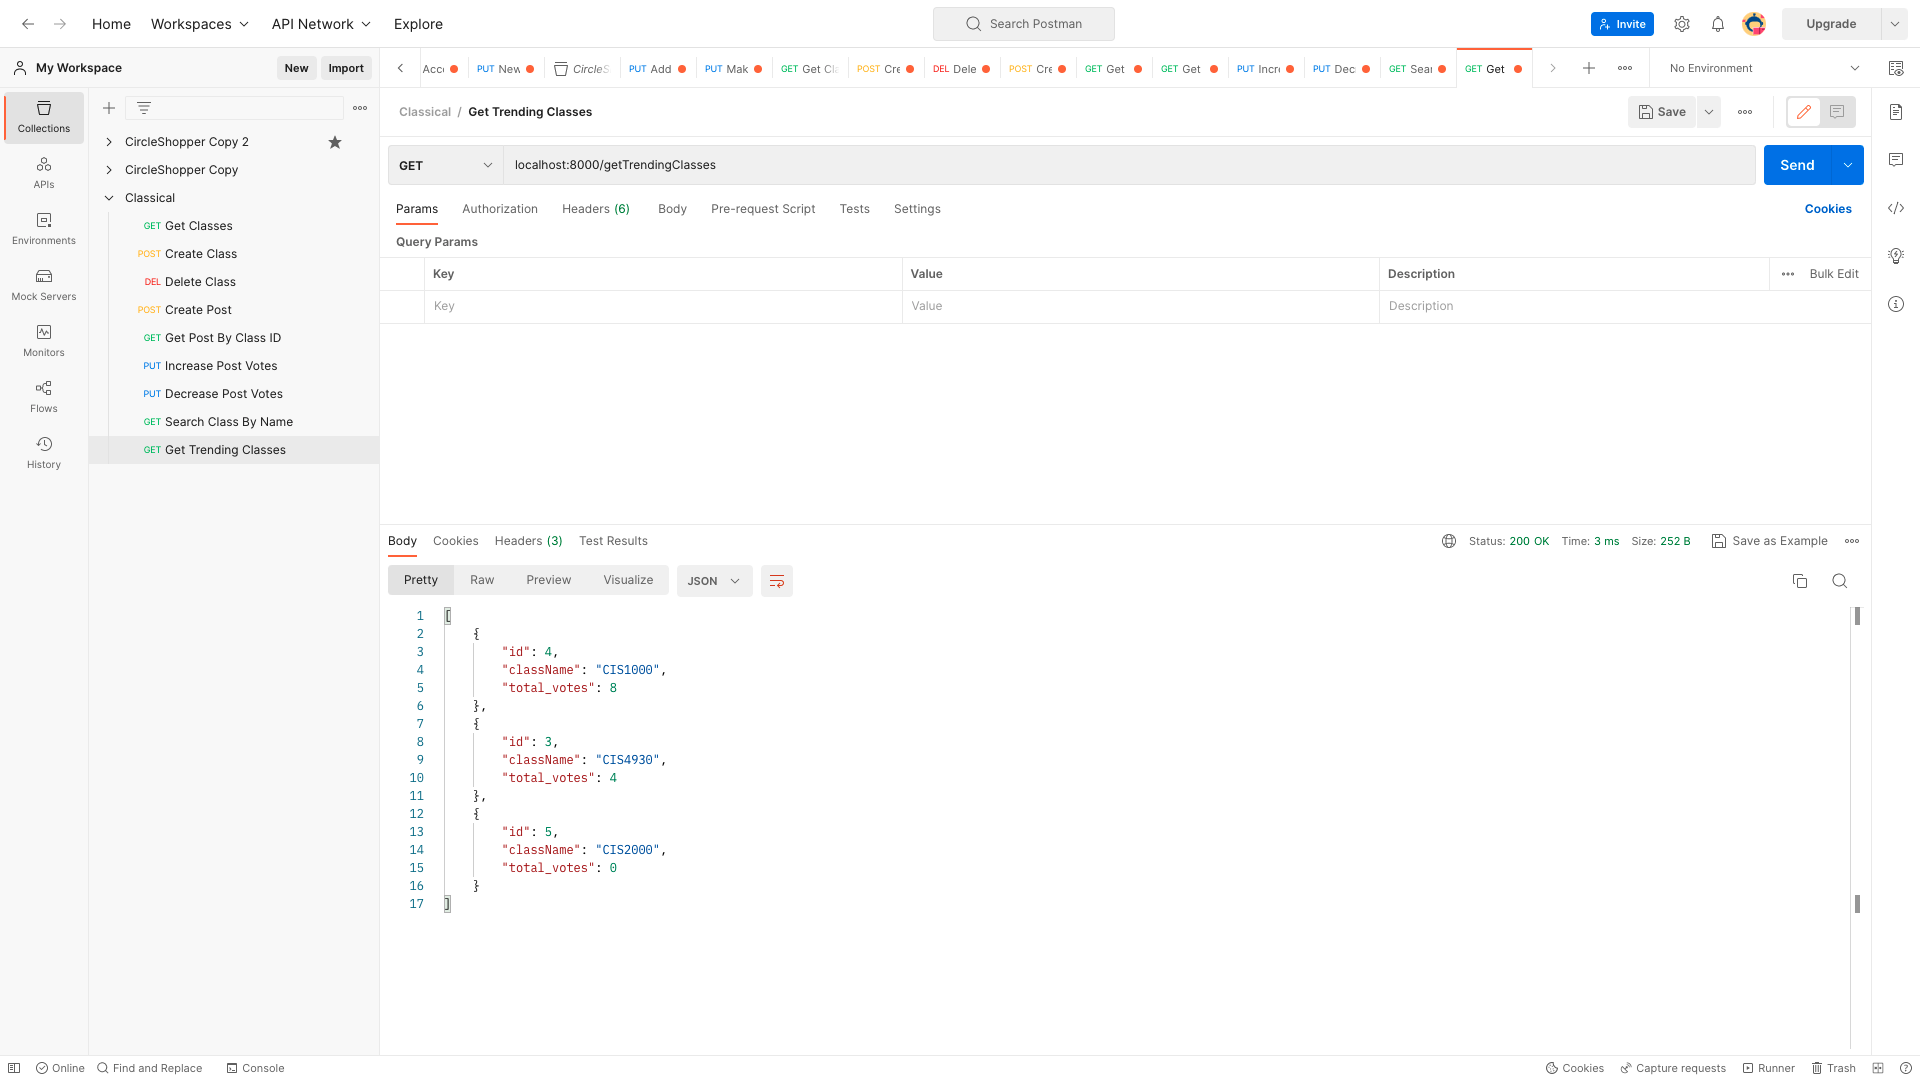 Home Workspaces API Network Explore Search Postman Invite Upgrade
My Workspace New Import Acc PUT New CircleS PUT Add PUT Mak GET Get Cl POST Cre DEL Dele POST Cre GET Get GET Get PUT Incr PUT Dec GET Sear GET Get No Environment
Collections
APIs
Environments
Mock Servers
Monitors
Flows
History
CircleShopper Copy 2
CircleShopper Copy
Classical
GET Get Classes
POST Create Class
DEL Delete Class
POST Create Post
GET Get Post By Class ID
PUT Increase Post Votes
PUT Decrease Post Votes
GET Search Class By Name
GET Get Trending Classes
Classical / Get Trending Classes Save
GET localhost:8000/getTrendingClasses Send
Params Authorization Headers (6) Body Pre-request Script Tests Settings Cookies
Query Params
Key Value Description Bulk Edit
Key Value Description
Body Cookies Headers (3) Test Results Status: 200 OK Time: 3 ms Size: 252 B Save as Example
Pretty Raw Preview Visualize JSON
1 [
2 {
3 "id": 4,
4 "className": "CIS1000",
5 "total_votes": 8
6 },
7 {
8 "id": 3,
9 "className": "CIS4930",
10 "total_votes": 4
11 },
12 {
13 "id": 5,
14 "className": "CIS2000",
15 "total_votes": 0
16 }
17 ]
Online Find and Replace Console Cookies Capture requests Runner Trash